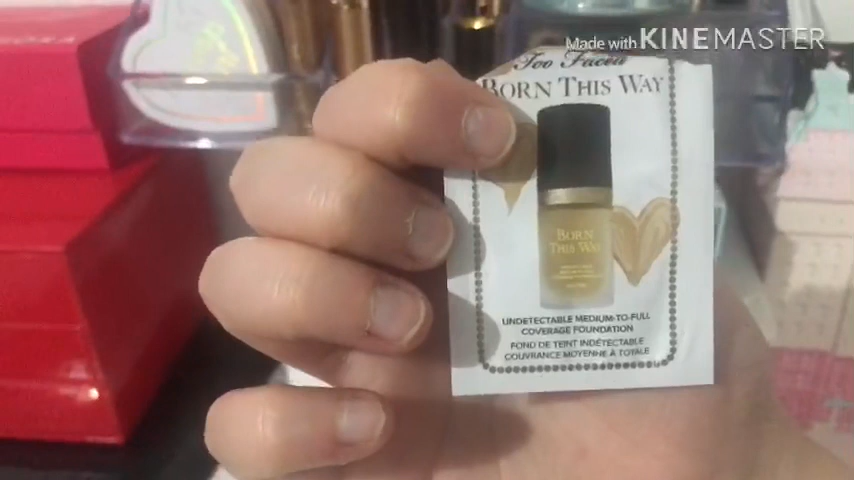 Made with KINEMASTER
Too Faced
BORN THIS WAY
BORN
THIS WAY
UNDETECTABLE MEDIUM-TO-FULL
COVERAGE FOUNDATION
FOND DE TEINT INDÉTECTABLE
COUVRANCE MOYENNE À TOTALE